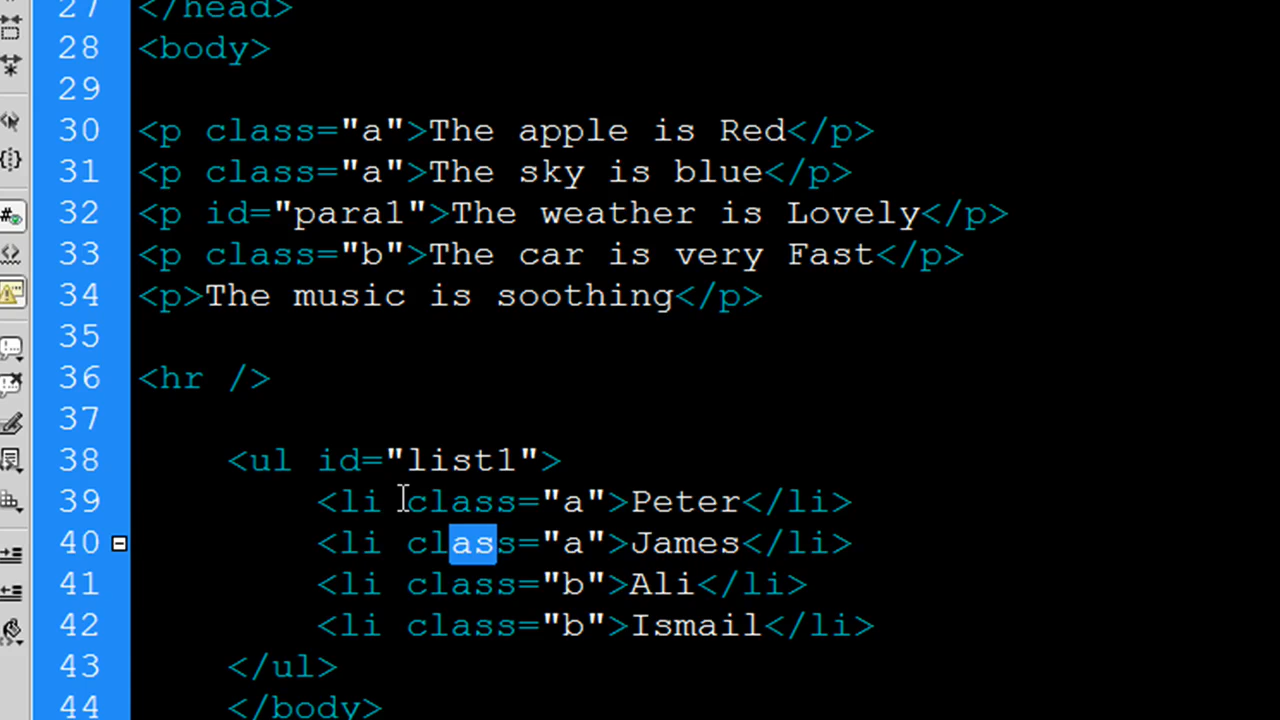 27 </head>
28 <body>
29
30 <p class="a">The apple is Red</p>
31 <p class="a">The sky is blue</p>
32 <p id="para1">The weather is Lovely</p>
33 <p class="b">The car is very Fast</p>
34 <p>The music is soothing</p>
35
36 <hr />
37
38 <ul id="list1">
39 <li class="a">Peter</li>
40 <li class="a">James</li>
41 <li class="b">Ali</li>
42 <li class="b">Ismail</li>
43 </ul>
44 </body>